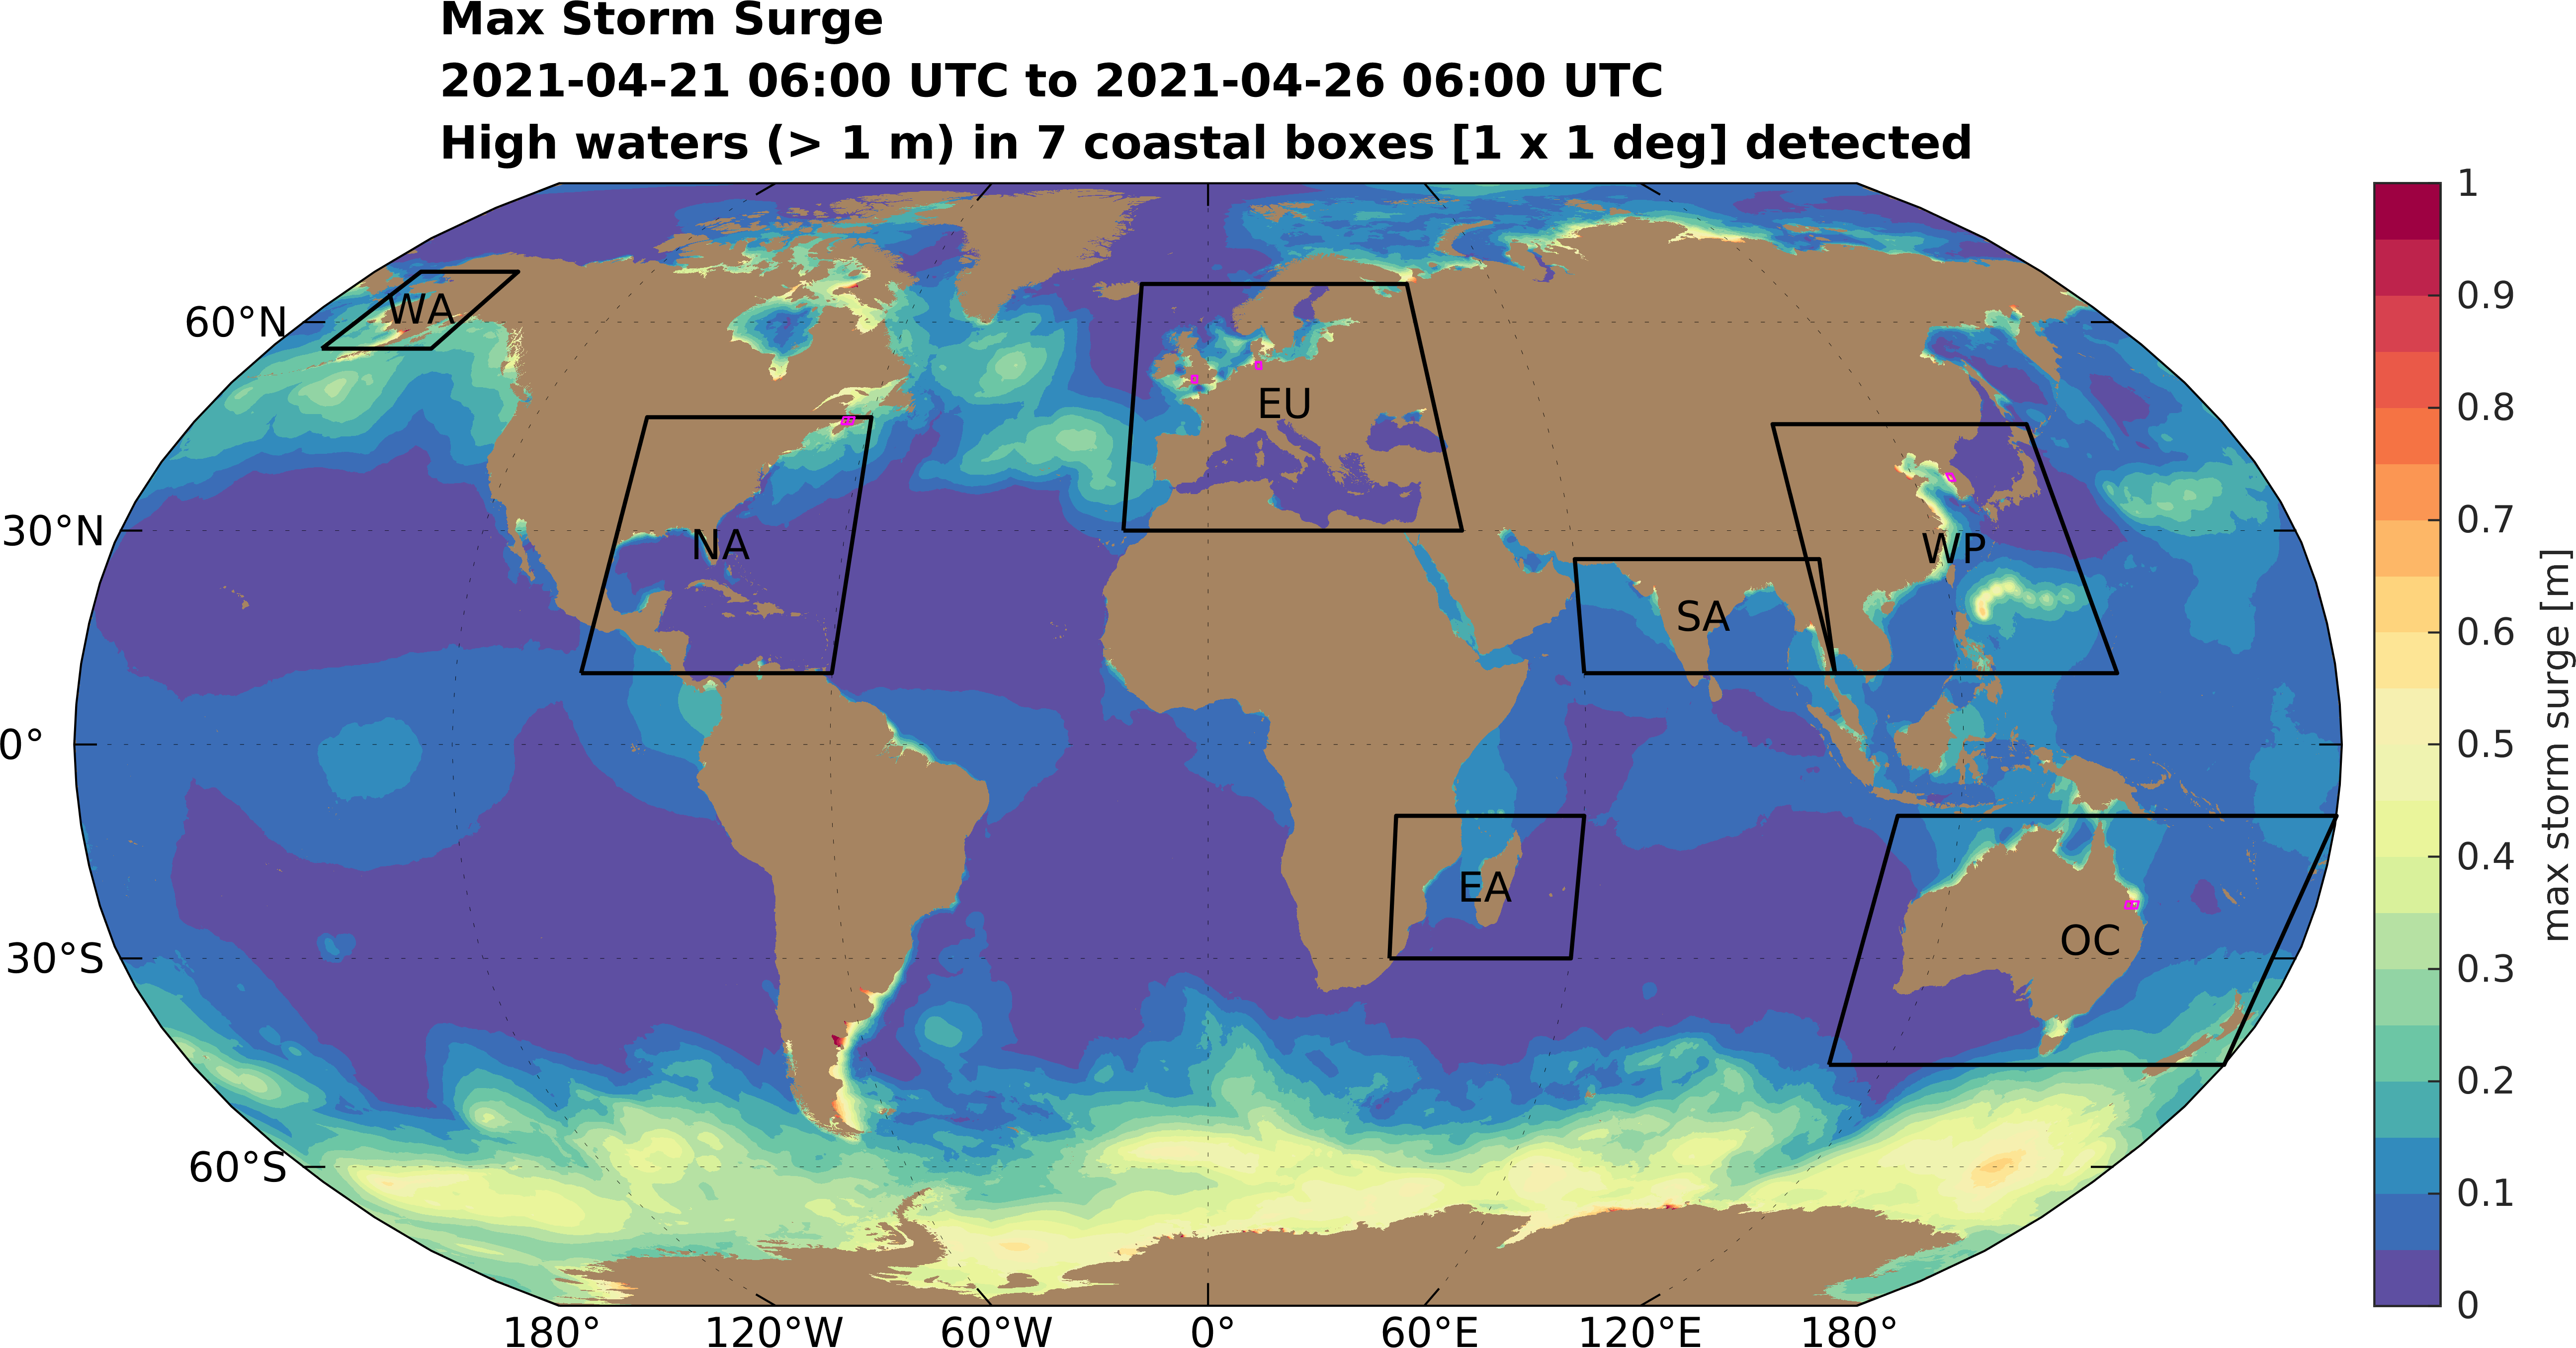 Max Storm Surge
2021-04-21 06:00 UTC to 2021-04-26 06:00 UTC
High waters (> 1 m) in 7 coastal boxes [1 x 1 deg] detected
60°N
30°N
0°
30°S
60°S
180°
120°W
60°W
0°
60°E
120°E
180°
WA
NA
EU
SA
WP
EA
OC
1
0.9
0.8
0.7
0.6
0.5
0.4
0.3
0.2
0.1
0
max storm surge [m]